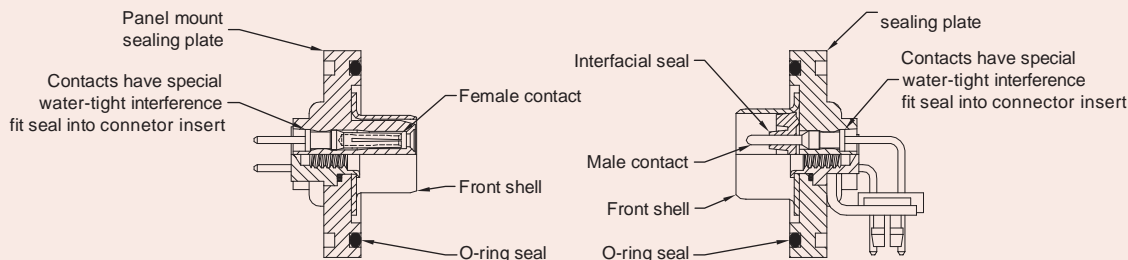 Panel mount
sealing plate
Contacts have special
water-tight interference
fit seal into connetor insert
Female contact
Front shell
O-ring seal
sealing plate
Interfacial seal
Contacts have special
water-tight interference
fit seal into connector insert
Male contact
Front shell
O-ring seal